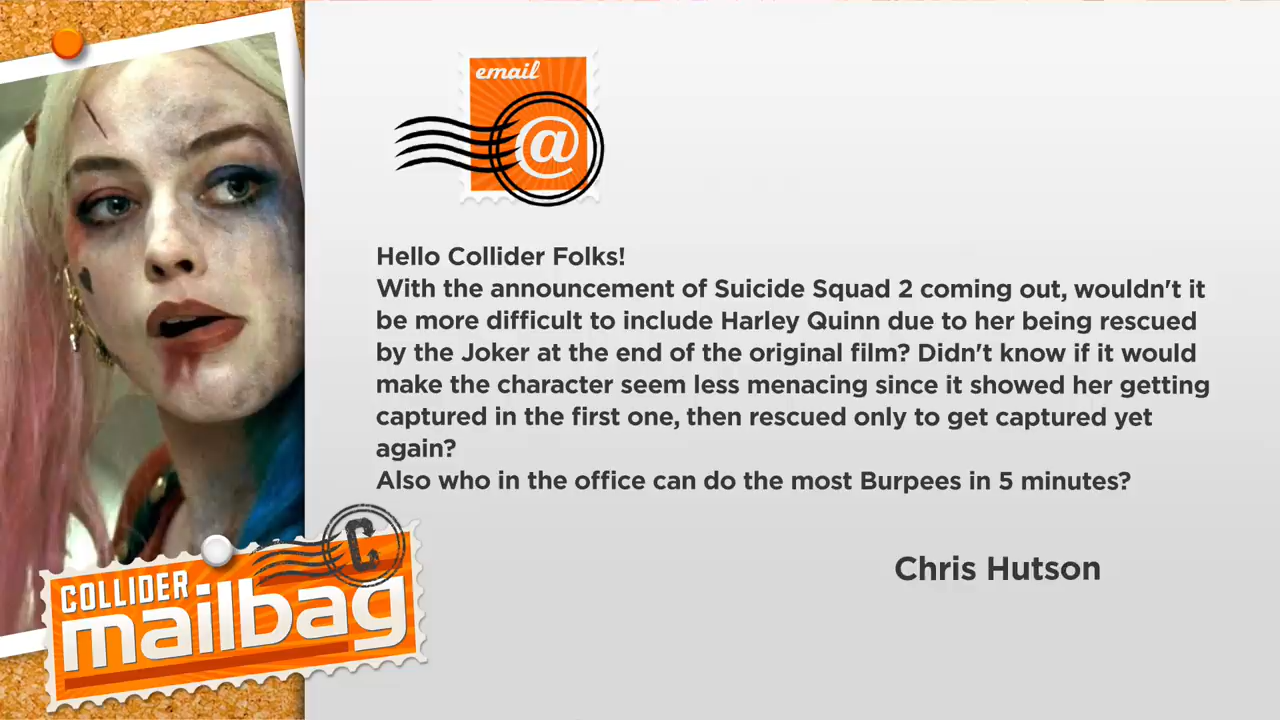 email
@
Hello Collider Folks!
With the announcement of Suicide Squad 2 coming out, wouldn't it
be more difficult to include Harley Quinn due to her being rescued
by the Joker at the end of the original film? Didn't know if it would
make the character seem less menacing since it showed her getting
captured in the first one, then rescued only to get captured yet
again?
Also who in the office can do the most Burpees in 5 minutes?
Chris Hutson
C
COLLIDER
mailbag